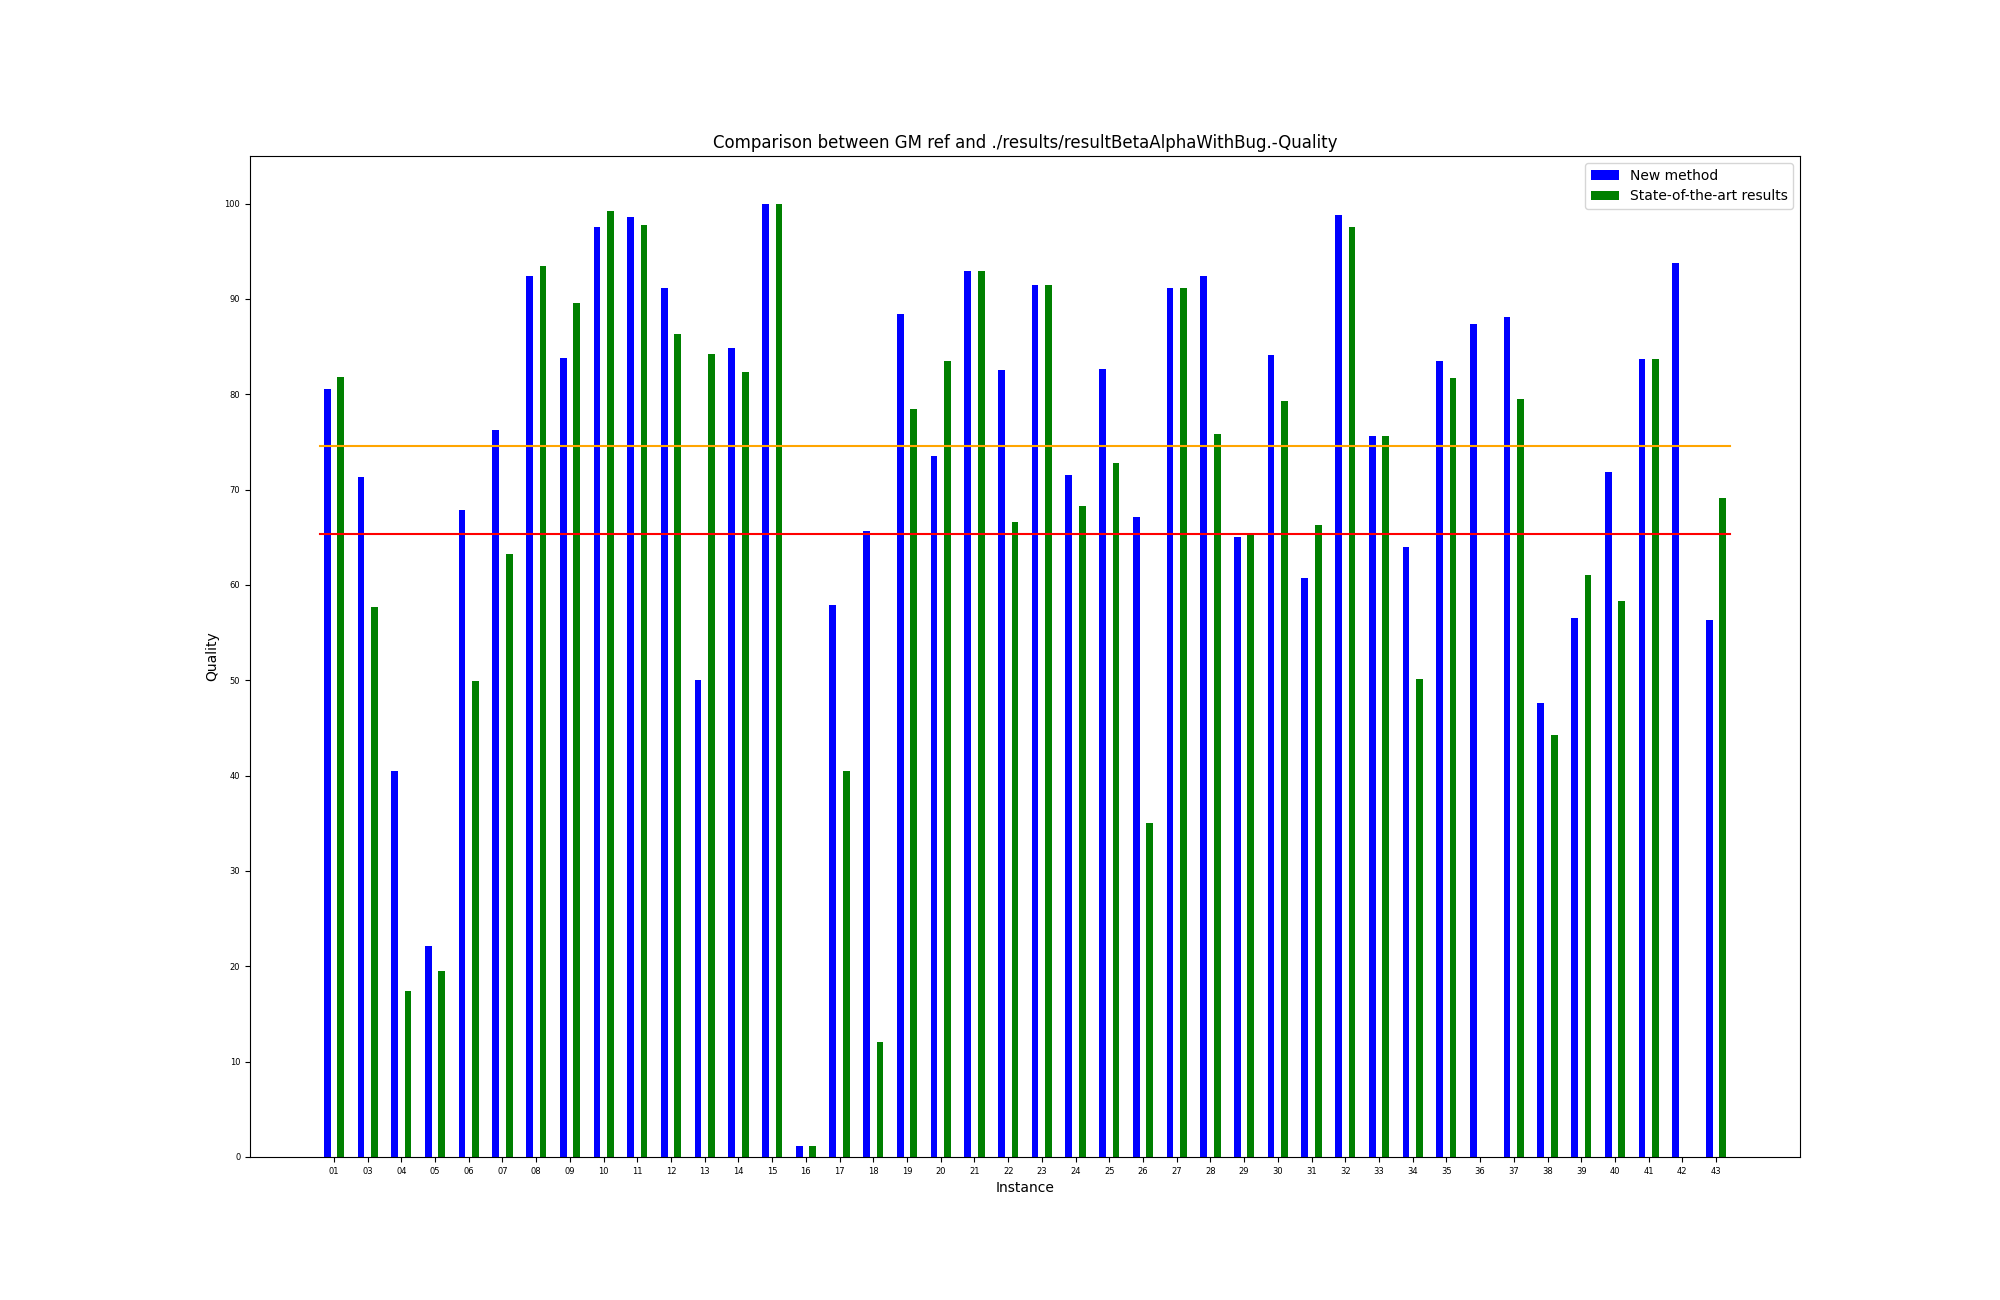 Comparison between GM ref and ./results/resultBetaAlphaWithBug.-Quality
New method
State-of-the-art results
100
90
80
70
60
50
40
30
20
10
0
Quality
01 03 04 05 06 07 08 09 10 11 12 13 14 15 16 17 18 19 20 21 22 23 24 25 26 27 28 29 30 31 32 33 34 35 36 37 38 39 40 41 42 43
Instance